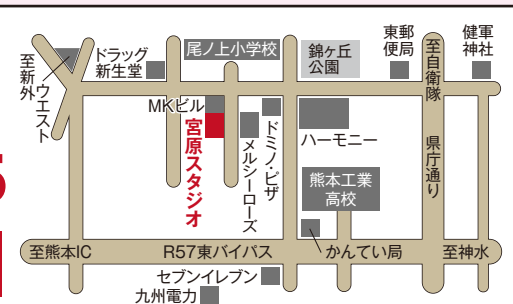 至新外
ウエスト
ドラッグ
新生堂
尾ノ上小学校
錦ヶ丘
公園
東郵
便局
至自衛隊
健軍
神社
MKビル
宮原スタジオ
メルシーローズ
ドミノ・ピザ
ハーモニー
県庁通り
熊本工業
高校
至熊本IC
R57東バイパス
かんてい局
至神水
セブンイレブン
九州電力